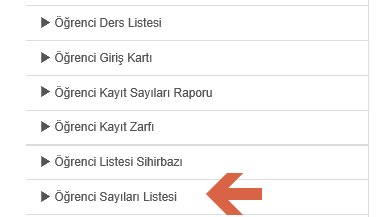 Öğrenci Ders Listesi
Öğrenci Giriş Kartı
Öğrenci Kayıt Sayıları Raporu
Öğrenci Kayıt Zarfı
Öğrenci Listesi Sihirbazı
Öğrenci Sayıları Listesi